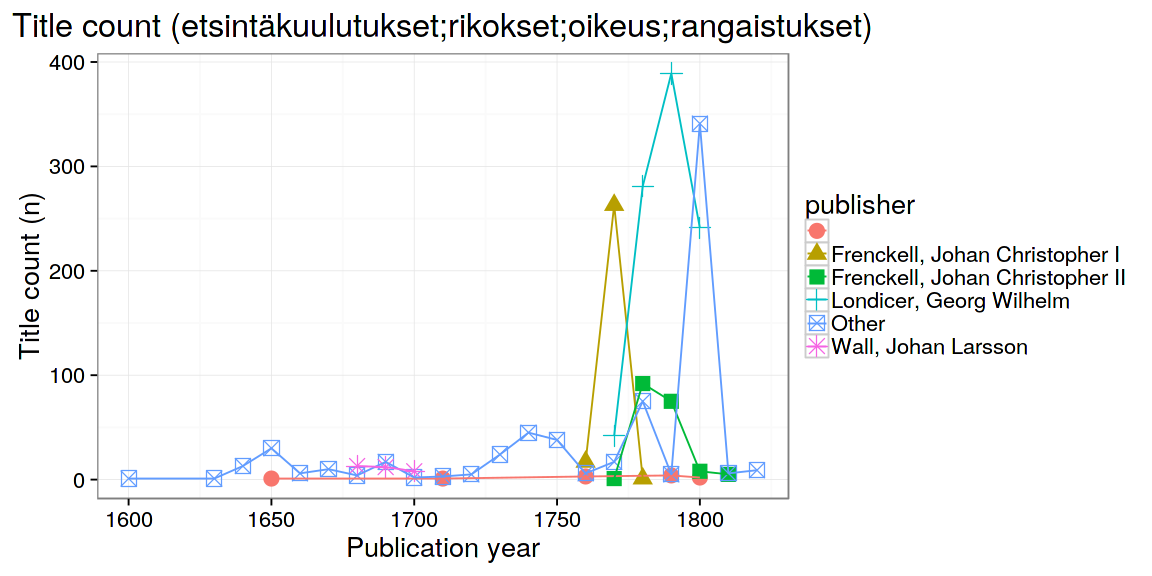 Title count (etsintäkuulutukset;rikokset;oikeus;rangaistukset)
400
300
200
100
0
Title count (n)
1600
1650
1700
1750
1800
Publication year
publisher
Frenckell, Johan Christopher I
Frenckell, Johan Christopher II
Londicer, Georg Wilhelm
Other
Wall, Johan Larsson